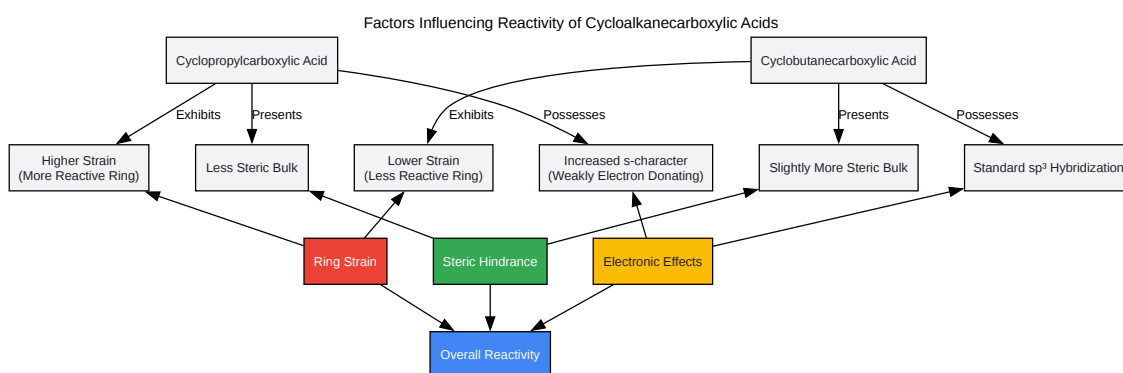 Factors Influencing Reactivity of Cycloalkanecarboxylic Acids
Cyclopropylcarboxylic Acid
Cyclobutanecarboxylic Acid
Exhibits
Presents
Exhibits
Possesses
Presents
Possesses
Higher Strain
(More Reactive Ring)
Less Steric Bulk
Lower Strain
(Less Reactive Ring)
Increased s-character
(Weakly Electron Donating)
Slightly More Steric Bulk
Standard sp³ Hybridization
Ring Strain
Steric Hindrance
Electronic Effects
Overall Reactivity